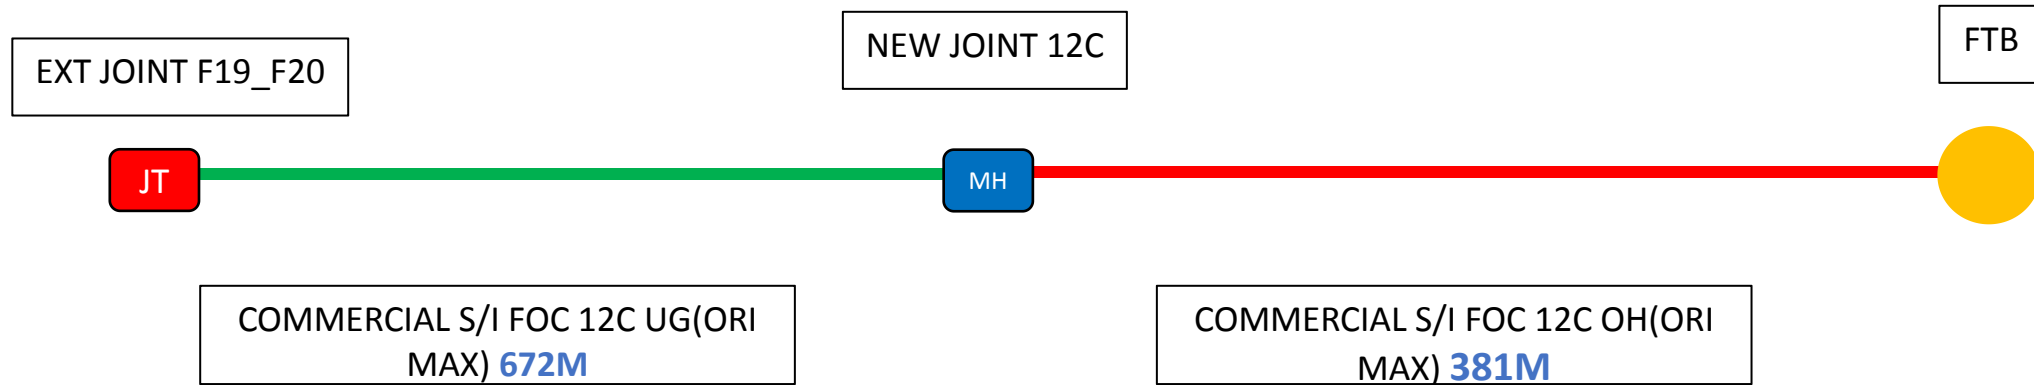 EXT JOINT F19_F20
NEW JOINT 12C
FTB
JT
MH
COMMERCIAL S/I FOC 12C UG(ORI
MAX) 672M
COMMERCIAL S/I FOC 12C OH(ORI
MAX) 381M